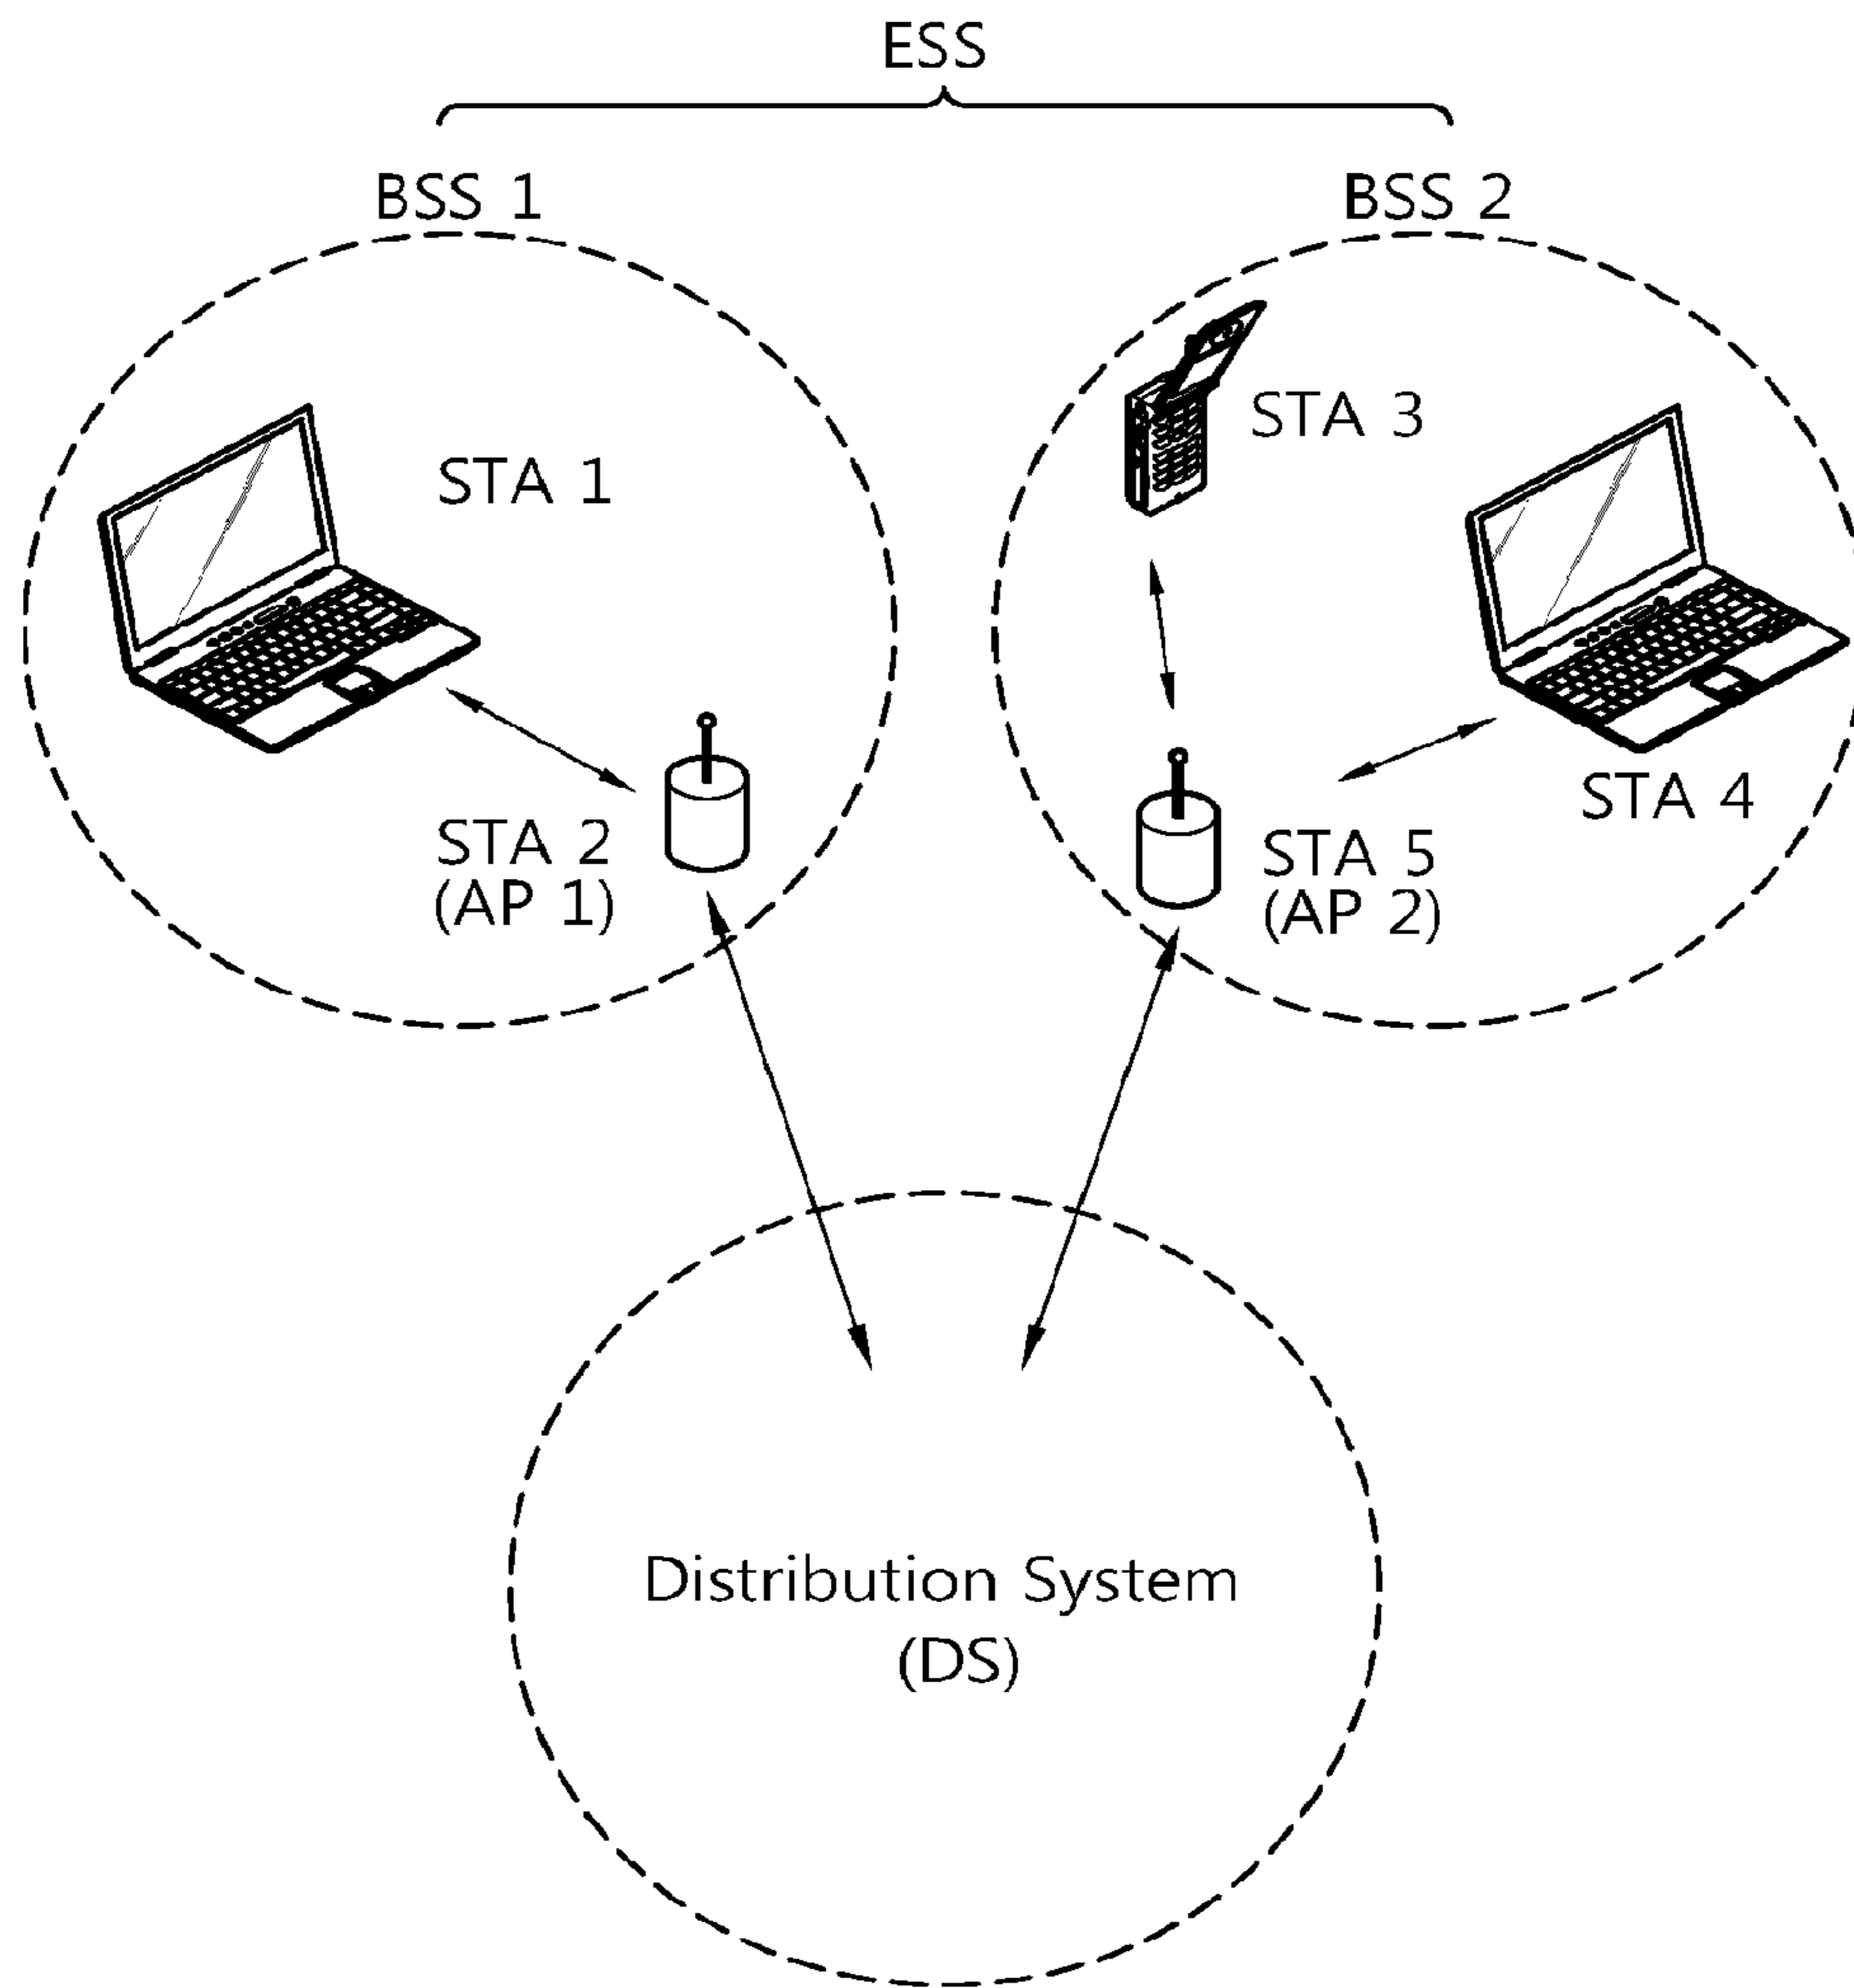 ESS
BSS 1
BSS 2
STA 1
STA 2
(AP 1)
STA 3
STA 4
STA 5
(AP 2)
Distribution System
(DS)